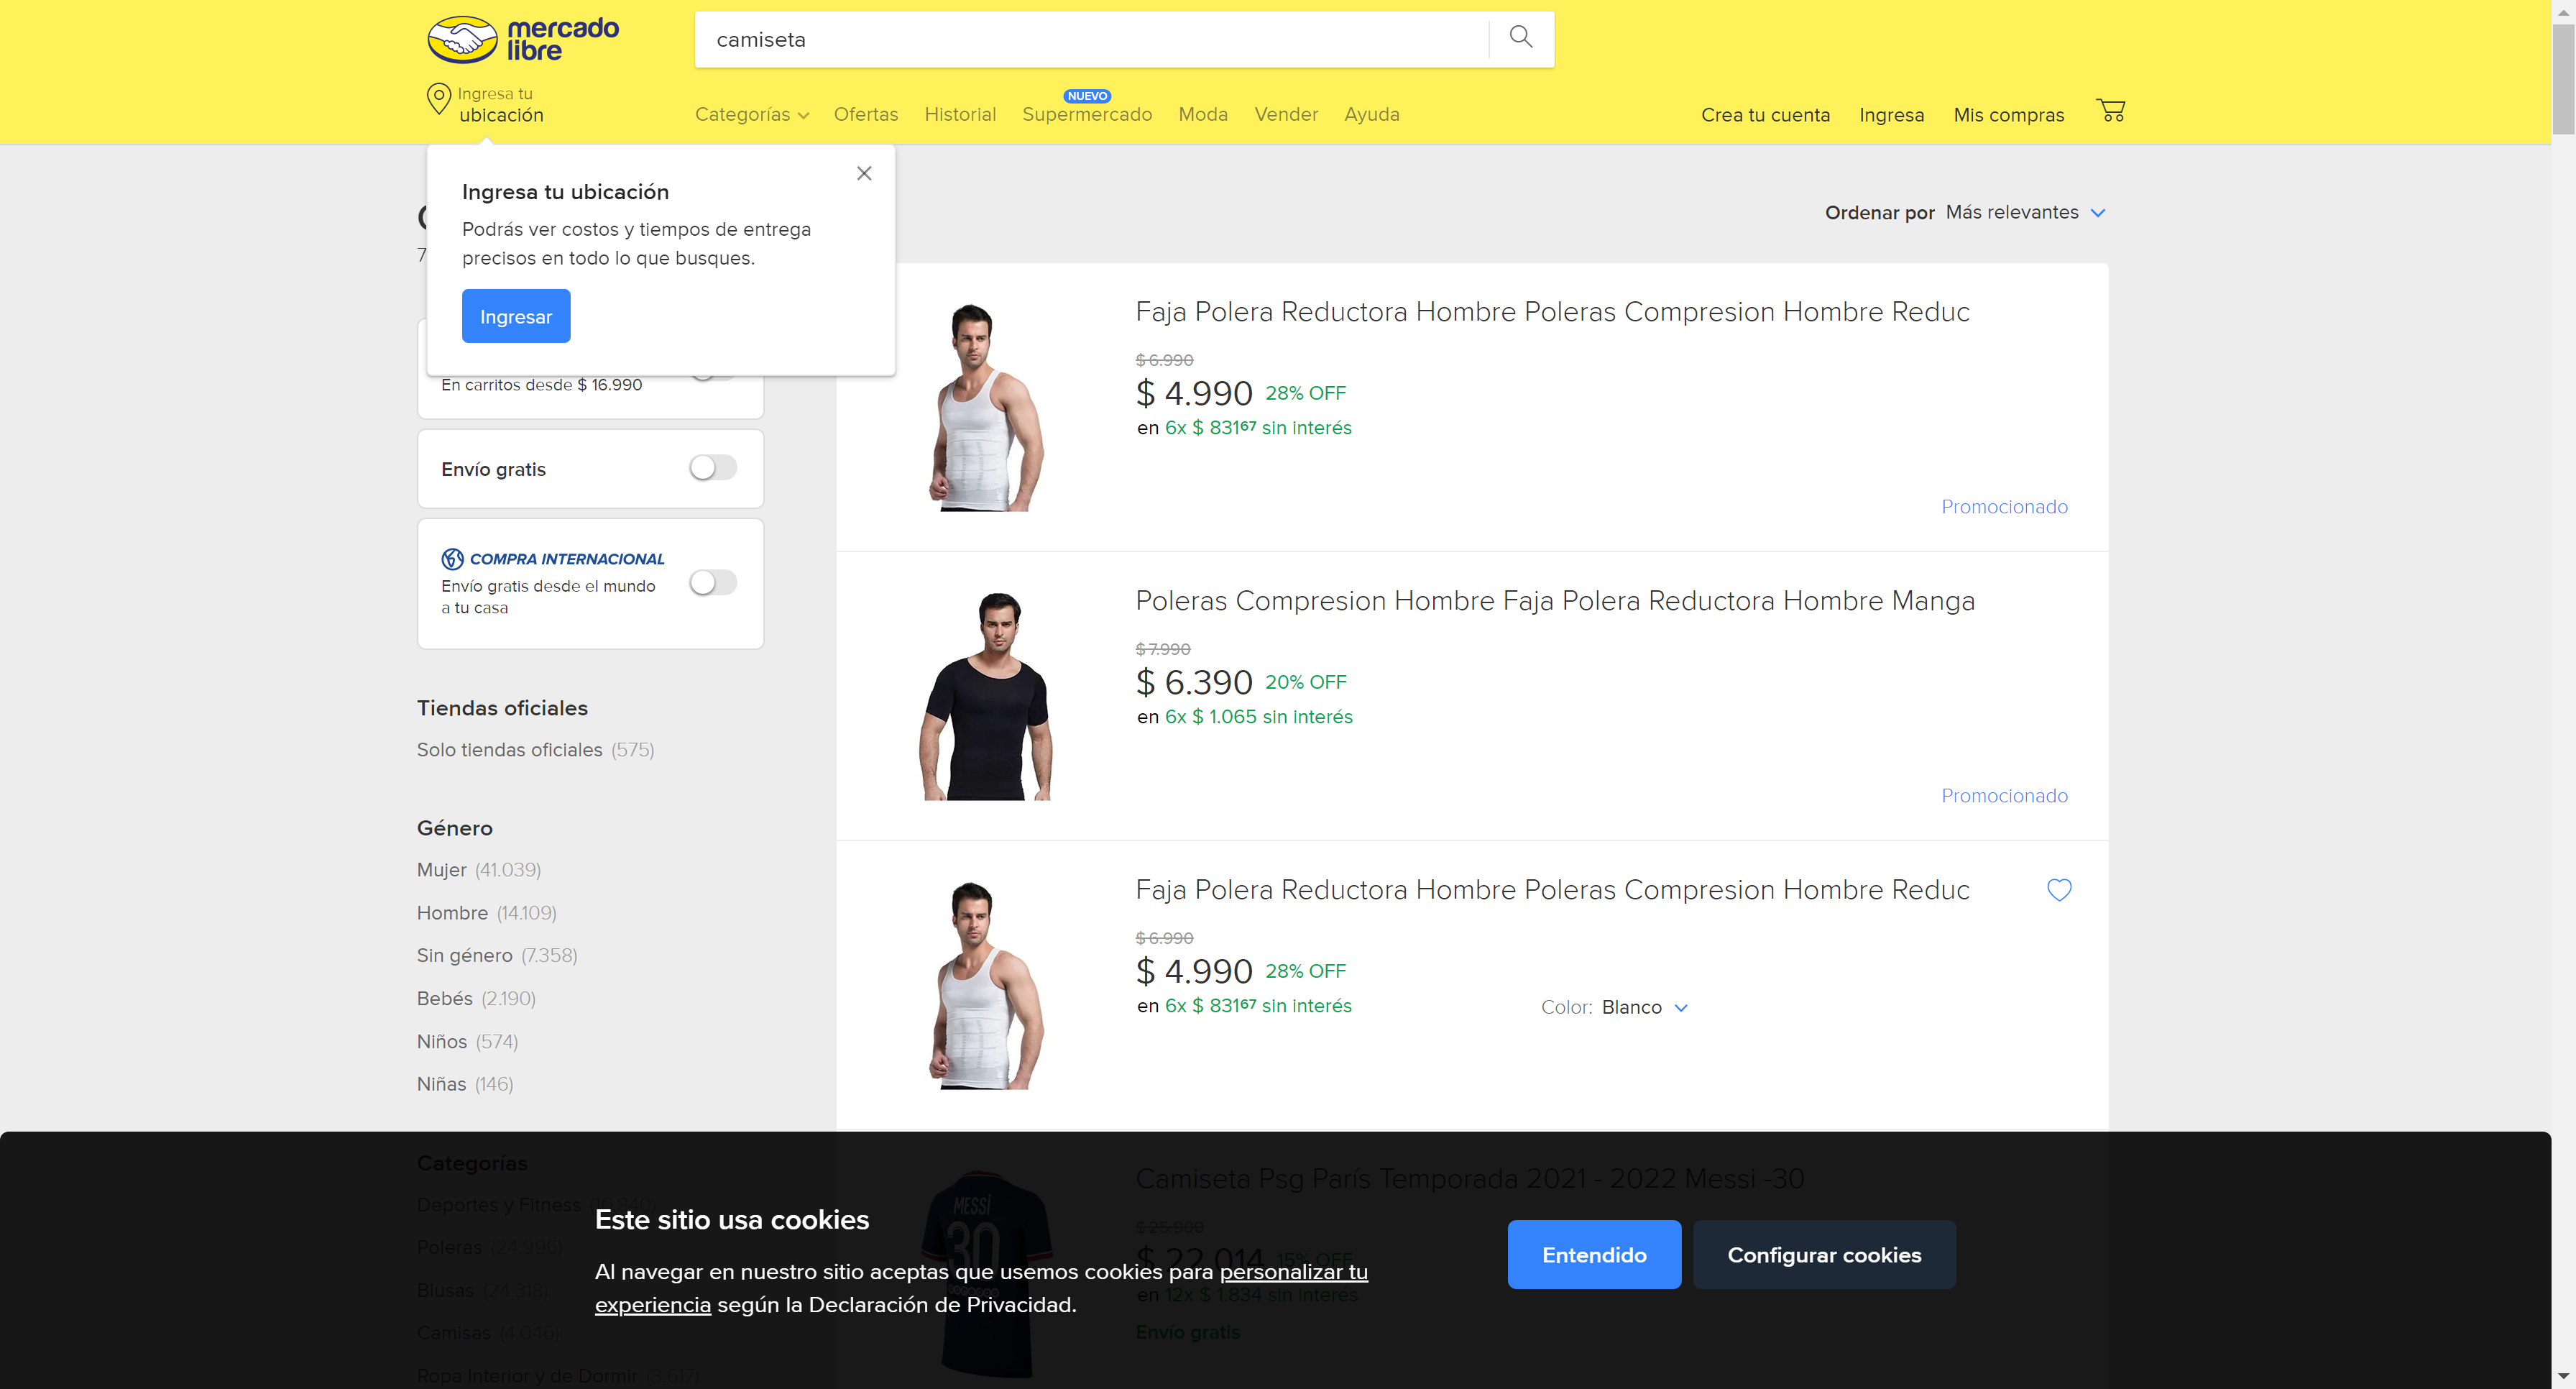 mercado
libre
camiseta
Ingresa tu
ubicación
Categorías
Ofertas
Historial
NUEVO
Supermercado
Moda
Vender
Ayuda
Crea tu cuenta
Ingresa
Mis compras
Ingresa tu ubicación
Podrás ver costos y tiempos de entrega
precisos en todo lo que busques.
Ingresar
Ordenar por Más relevantes
En carritos desde $ 16.990
Envío gratis
COMPRA INTERNACIONAL
Envío gratis desde el mundo
a tu casa
Tiendas oficiales
Solo tiendas oficiales (575)
Género
Mujer (41.039)
Hombre (14.109)
Sin género (7.358)
Bebés (2.190)
Niños (574)
Niñas (146)
Categorías
Deportes y Fitness
Poleras (24.996)
Blusas (24.318)
Camisas (4.046)
Ropa Interior y de Dormir (3.617)
Faja Polera Reductora Hombre Poleras Compresion Hombre Reduc
$ 6.990
$ 4.990 28% OFF
en 6x $ 831⁶⁷ sin interés
Promocionado
Poleras Compresion Hombre Faja Polera Reductora Hombre Manga
$ 7.990
$ 6.390 20% OFF
en 6x $ 1.065 sin interés
Promocionado
Faja Polera Reductora Hombre Poleras Compresion Hombre Reduc
$ 6.990
$ 4.990 28% OFF
en 6x $ 831⁶⁷ sin interés
Color: Blanco
Camiseta Psg París Temporada 2021 - 2022 Messi -30
$ 25.900
$ 22.014 15% OFF
en 12x $ 1.834 sin interés
Envío gratis
MESSI
30
Este sitio usa cookies
Al navegar en nuestro sitio aceptas que usemos cookies para personalizar tu
experiencia según la Declaración de Privacidad.
Entendido
Configurar cookies